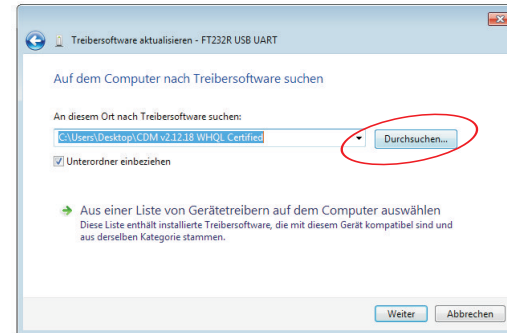 Treibersoftware aktualisieren - FT232R USB UART
Auf dem Computer nach Treibersoftware suchen
An diesem Ort nach Treibersoftware suchen:
C:\Users\Desktop\CDM v2.12.18 WHQL Certified
Durchsuchen...
Unterordner einbeziehen
Aus einer Liste von Gerätetreibern auf dem Computer auswählen
Diese Liste enthält installierte Treibersoftware, die mit diesem Gerät kompatibel sind und
aus derselben Kategorie stammen.
Weiter
Abbrechen